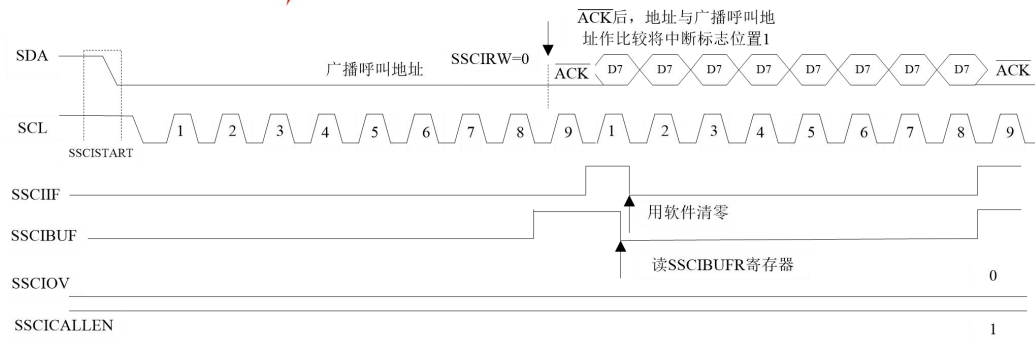 ACK后，地址与广播呼叫地
址作比较将中断标志位置1
SDA
广播呼叫地址
SSCIRW=0
ACK D7 D7 D7 D7 D7 D7 D7 D7 ACK
SCL
1 2 3 4 5 6 7 8 9 1 2 3 4 5 6 7 8 9
SSCISTART
SSCIIF
用软件清零
SSCIBUF
读SSCIBUFR寄存器
SSCIOV
0
SSCICALLEN
1